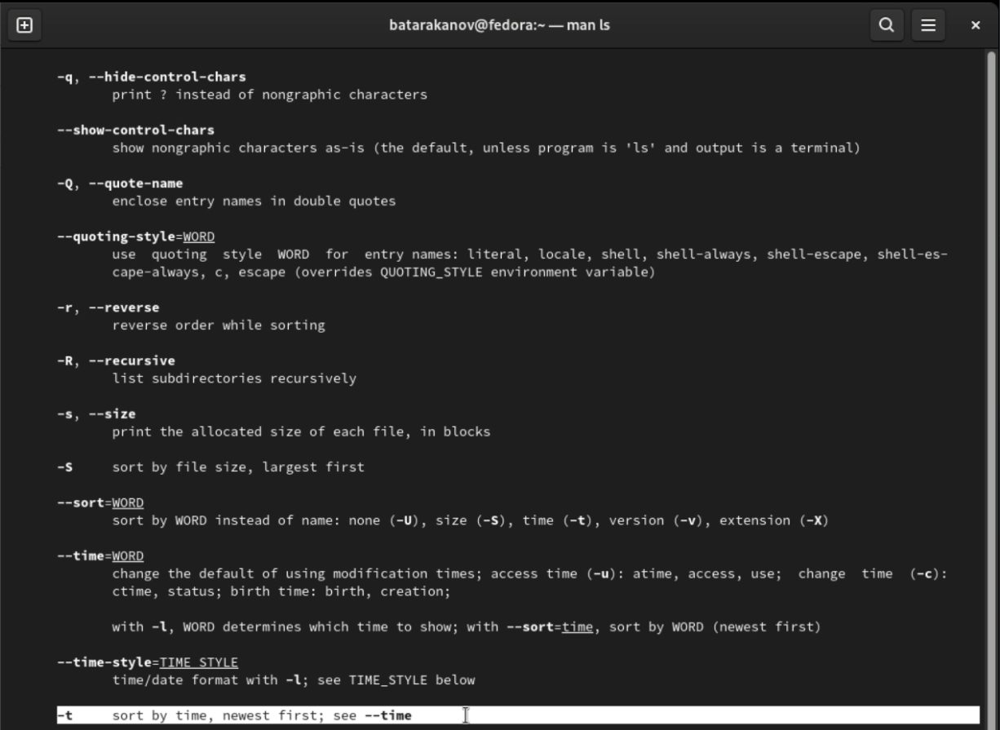 batarakanov@fedora:~ — man ls
-q, --hide-control-chars
print ? instead of nongraphic characters
--show-control-chars
show nongraphic characters as-is (the default, unless program is 'ls' and output is a terminal)
-Q, --quote-name
enclose entry names in double quotes
--quoting-style=WORD
use quoting style WORD for entry names: literal, locale, shell, shell-always, shell-escape, shell-es-
cape-always, c, escape (overrides QUOTING_STYLE environment variable)
-r, --reverse
reverse order while sorting
-R, --recursive
list subdirectories recursively
-s, --size
print the allocated size of each file, in blocks
-S sort by file size, largest first
--sort=WORD
sort by WORD instead of name: none (-U), size (-S), time (-t), version (-v), extension (-X)
--time=WORD
change the default of using modification times; access time (-u): atime, access, use; change time (-c):
ctime, status; birth time: birth, creation;
with -l, WORD determines which time to show; with --sort=time, sort by WORD (newest first)
--time-style=TIME_STYLE
time/date format with -l; see TIME_STYLE below
-t sort by time, newest first; see --time